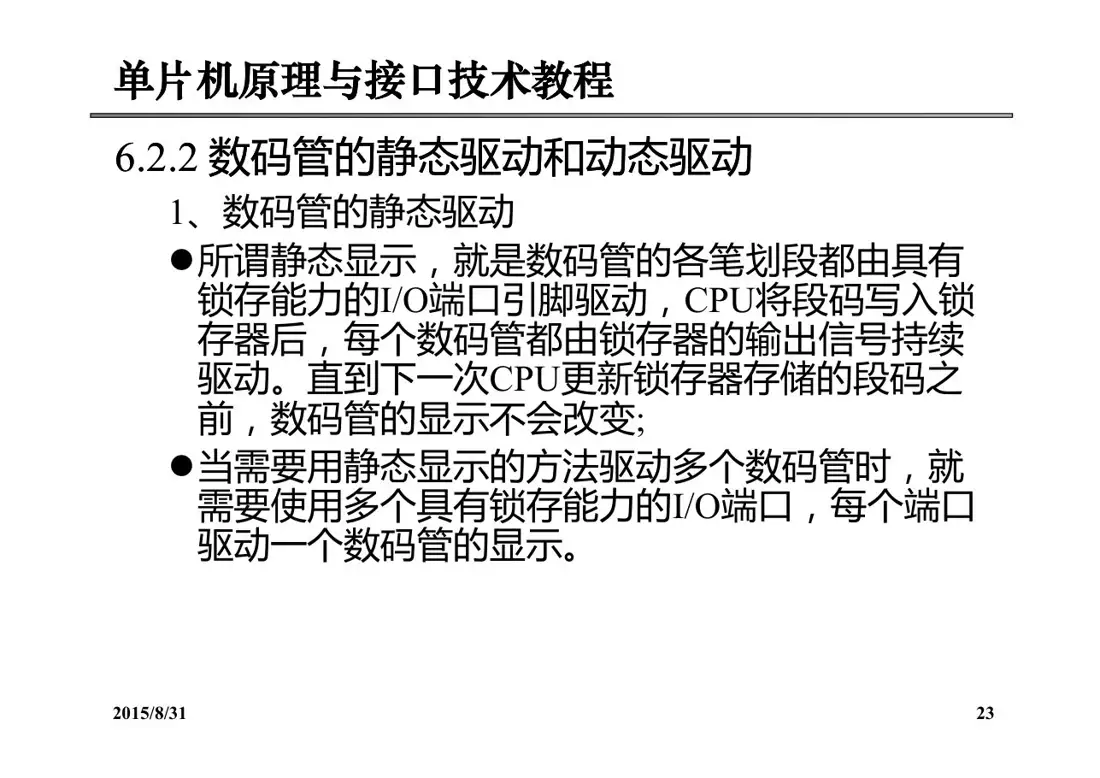 单片机原理与接口技术教程
6.2.2 数码管的静态驱动和动态驱动
1、数码管的静态驱动
●所谓静态显示，就是数码管的各笔划段都由具有
锁存能力的I/O端口引脚驱动，CPU将段码写入锁
存器后，每个数码管都由锁存器的输出信号持续
驱动。直到下一次CPU更新锁存器存储的段码之
前，数码管的显示不会改变;
●当需要用静态显示的方法驱动多个数码管时，就
需要使用多个具有锁存能力的I/O端口，每个端口
驱动一个数码管的显示。
2015/8/31
23